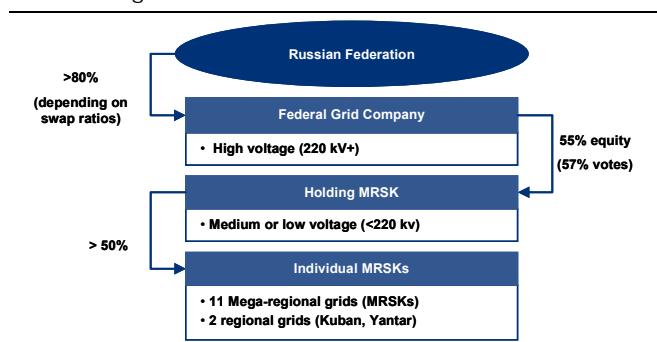 Russian Federation
>80%
(depending on
swap ratios)
Federal Grid Company
• High voltage (220 kV+)
55% equity
(57% votes)
Holding MRSK
• Medium or low voltage (<220 kv)
> 50%
Individual MRSKs
• 11 Mega-regional grids (MRSKs)
• 2 regional grids (Kuban, Yantar)